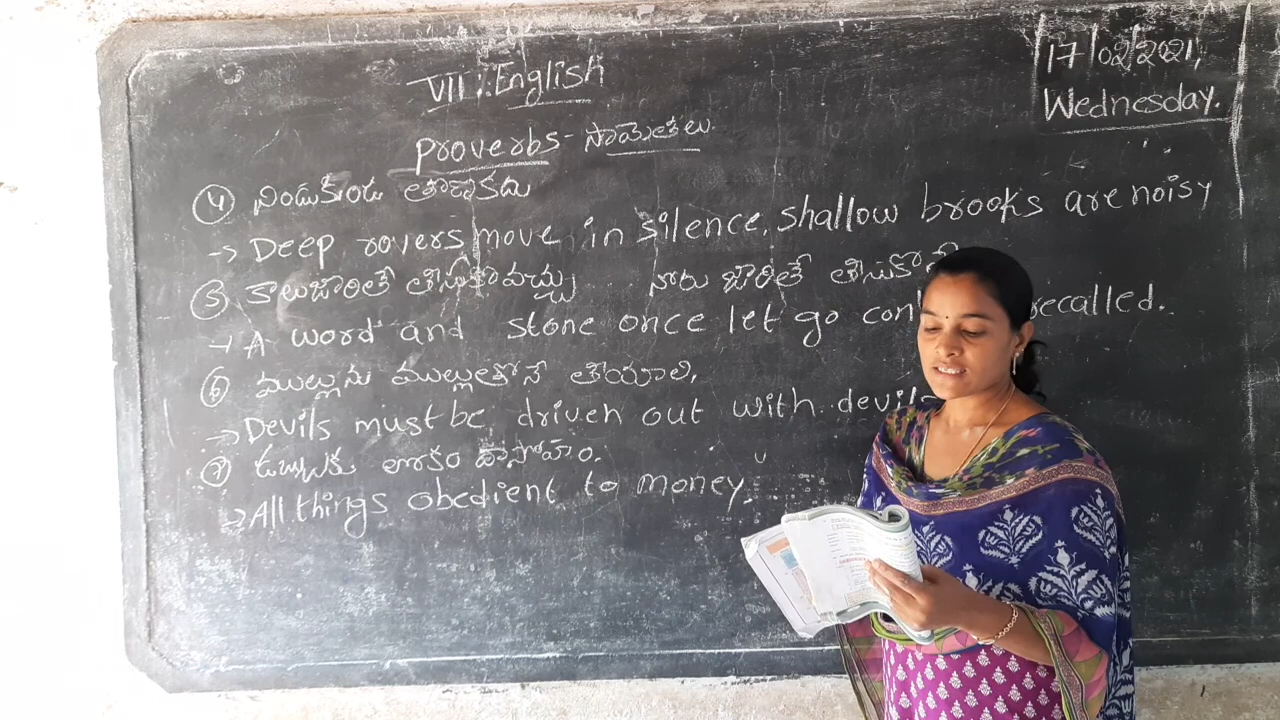 VII : English
17/02/2021,
Wednesday.
Proverbs - సామెతలు.
④ నిండుకుండ తొణకదు
→ Deep rovers move in silence, shallow brooks are noisy
⑤ కాలుజారితే తీసుకోవచ్చు నోరు జారితే తీసుకో
→ A word and stone once let go con recalled.
⑥ ముల్లును ముల్లుతోనే తీయాలి.
→ Devils must be driven out with devils
⑦ లోకం దాసోహం.
→ All things obedient to money.